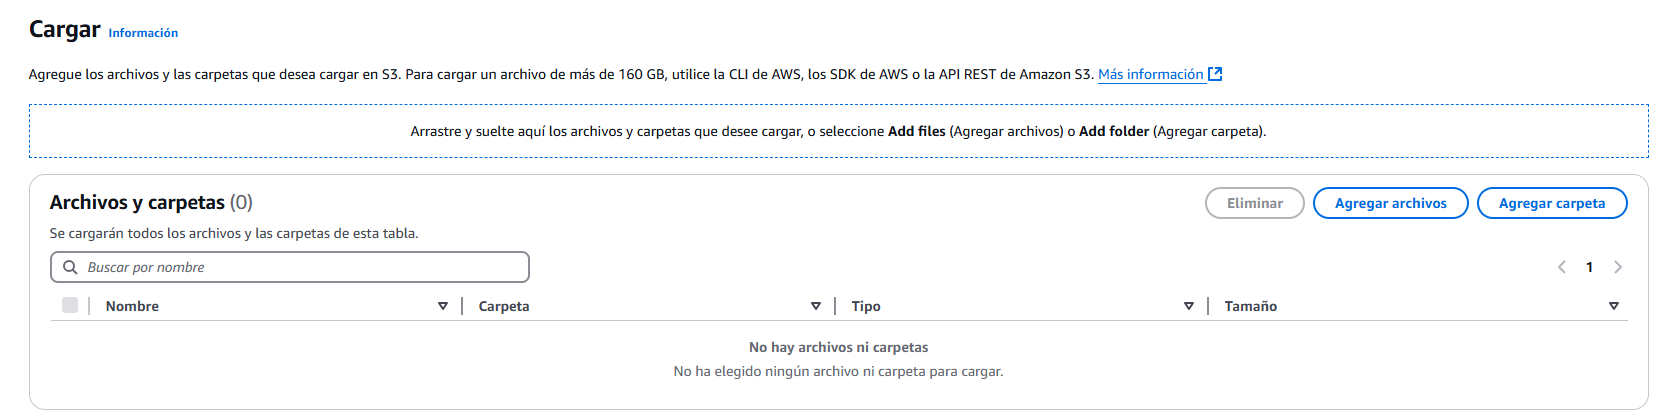 Cargar Información
Agregue los archivos y las carpetas que desea cargar en S3. Para cargar un archivo de más de 160 GB, utilice la CLI de AWS, los SDK de AWS o la API REST de Amazon S3. Más información
Arrastre y suelte aquí los archivos y carpetas que desee cargar, o seleccione Add files (Agregar archivos) o Add folder (Agregar carpeta).
Archivos y carpetas (0) Eliminar Agregar archivos Agregar carpeta
Se cargarán todos los archivos y las carpetas de esta tabla.
Buscar por nombre 1
Nombre Carpeta Tipo Tamaño
No hay archivos ni carpetas
No ha elegido ningún archivo ni carpeta para cargar.